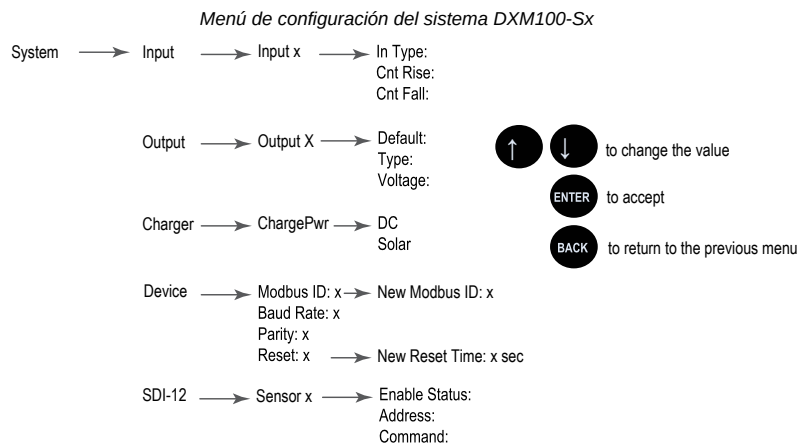 Menú de configuración del sistema DXM100-Sx
System Input Input x In Type:
Cnt Rise:
Cnt Fall:
Output Output X Default:
Type:
Voltage:
↑ ↓ to change the value
ENTER to accept
BACK to return to the previous menu
Charger ChargePwr DC
Solar
Device Modbus ID: x New Modbus ID: x
Baud Rate: x
Parity: x
Reset: x New Reset Time: x sec
SDI-12 Sensor x Enable Status:
Address:
Command: